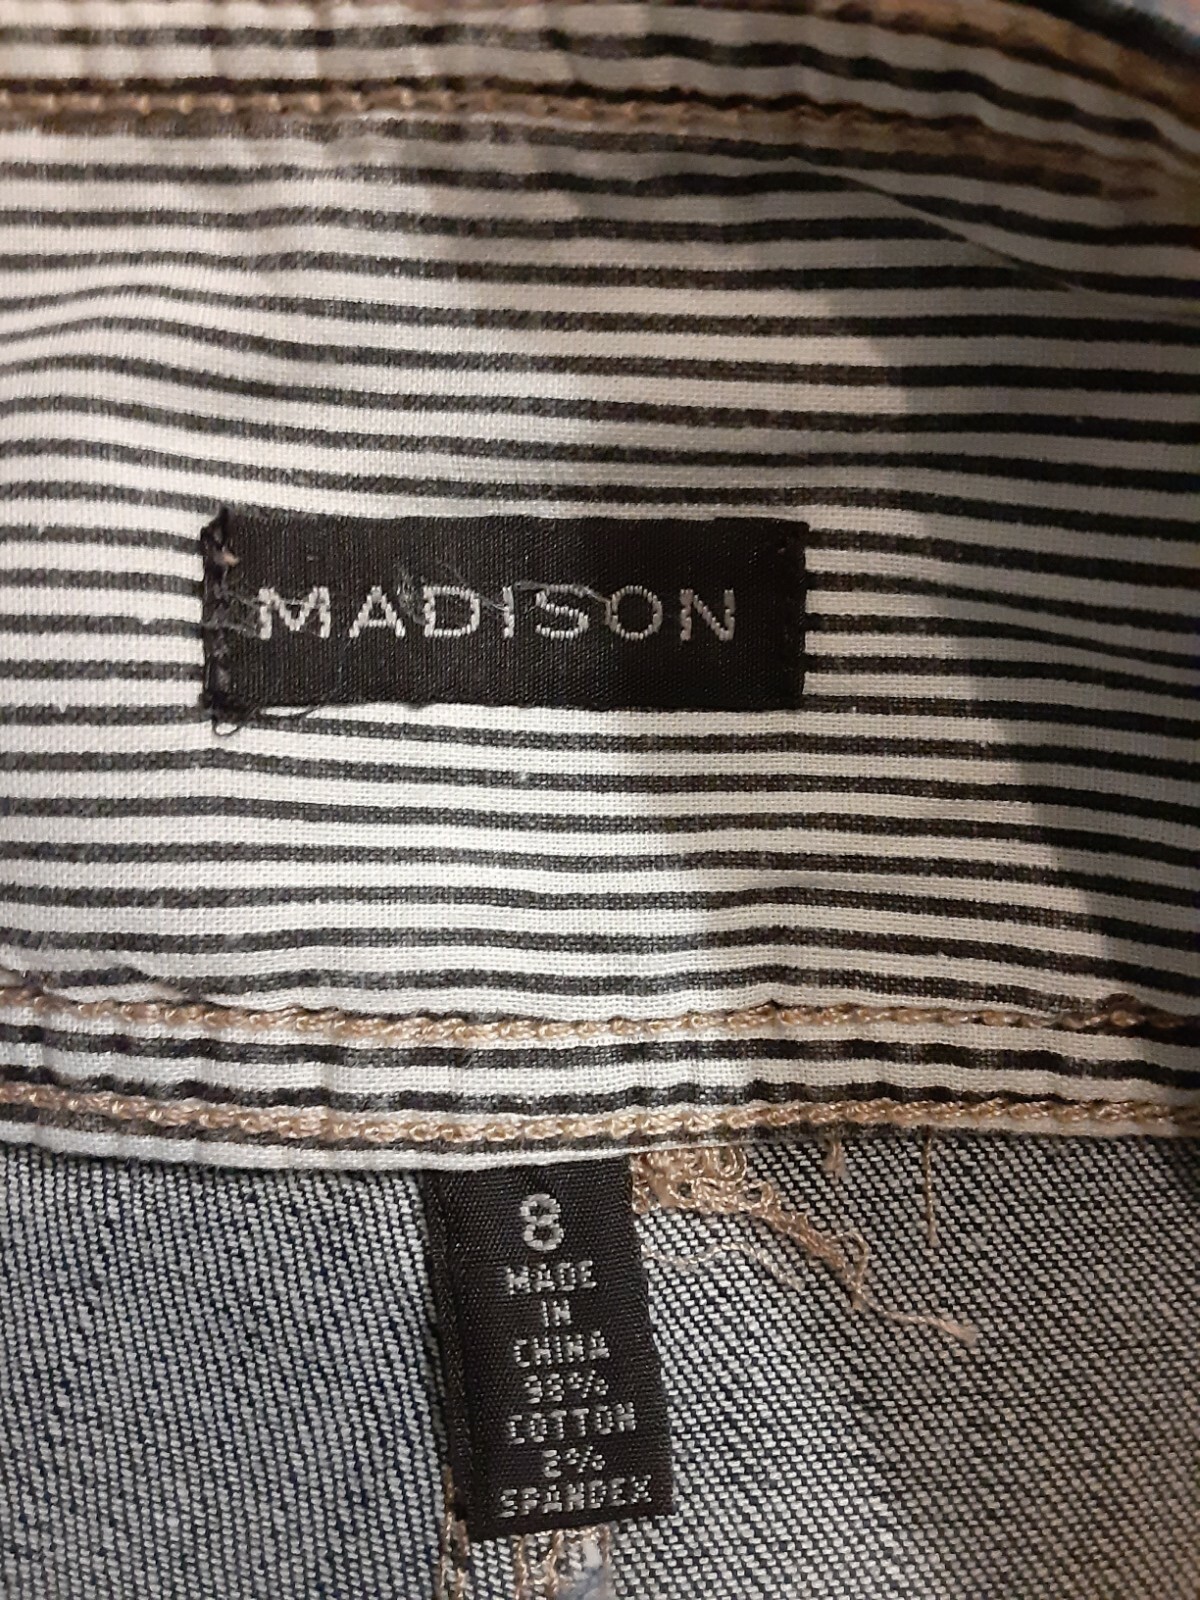 MADISON
8
MADE
IN
CHINA
98%
COTTON
2%
SPANDEX